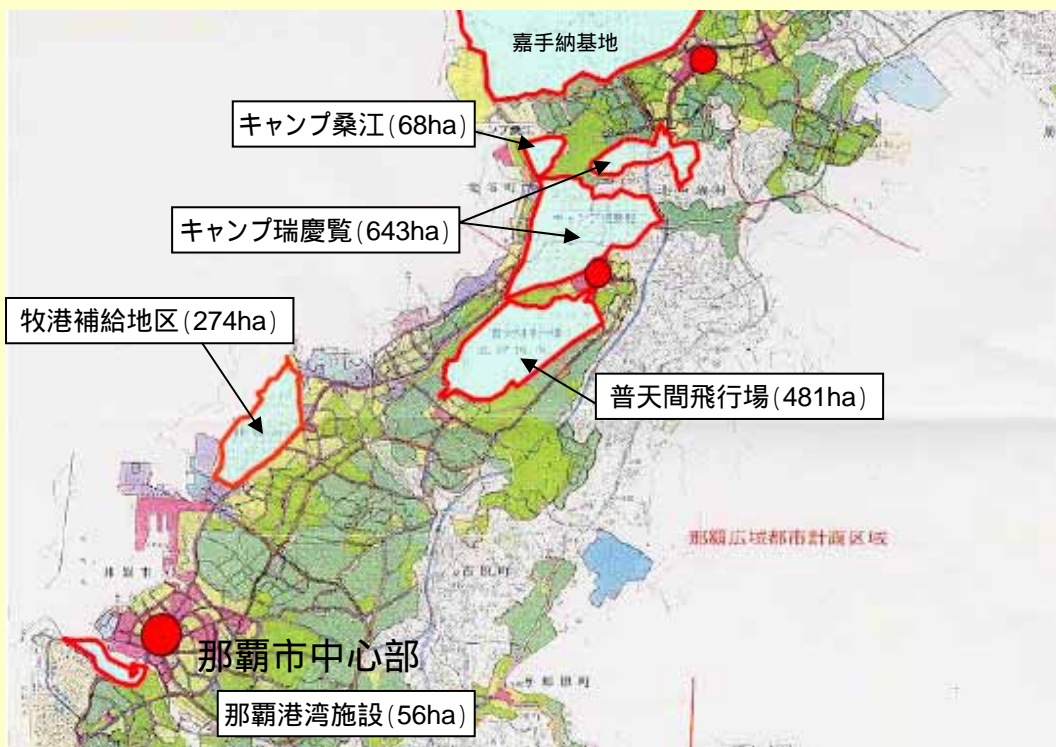 嘉手納基地
キャンプ桑江(68ha)
キャンプ瑞慶覧(643ha)
牧港補給地区(274ha)
普天間飛行場(481ha)
那覇広域都市計画区域
那覇市
那覇市中心部
那覇港湾施設(56ha)